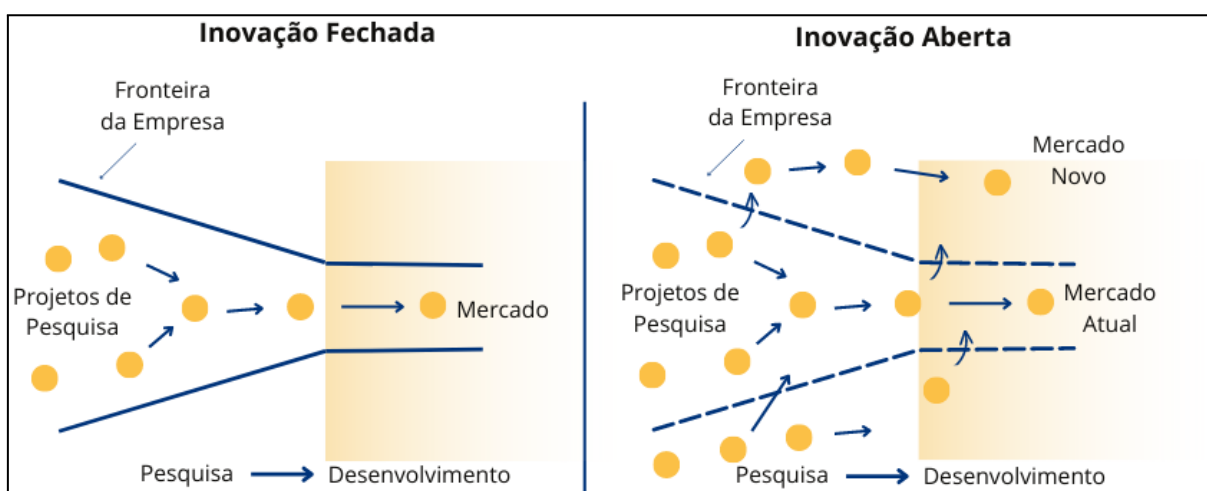 Inovação Fechada
Fronteira
da Empresa
Projetos de
Pesquisa
Mercado
Pesquisa
Desenvolvimento
Inovação Aberta
Fronteira
da Empresa
Mercado
Novo
Projetos de
Pesquisa
Mercado
Atual
Pesquisa
Desenvolvimento